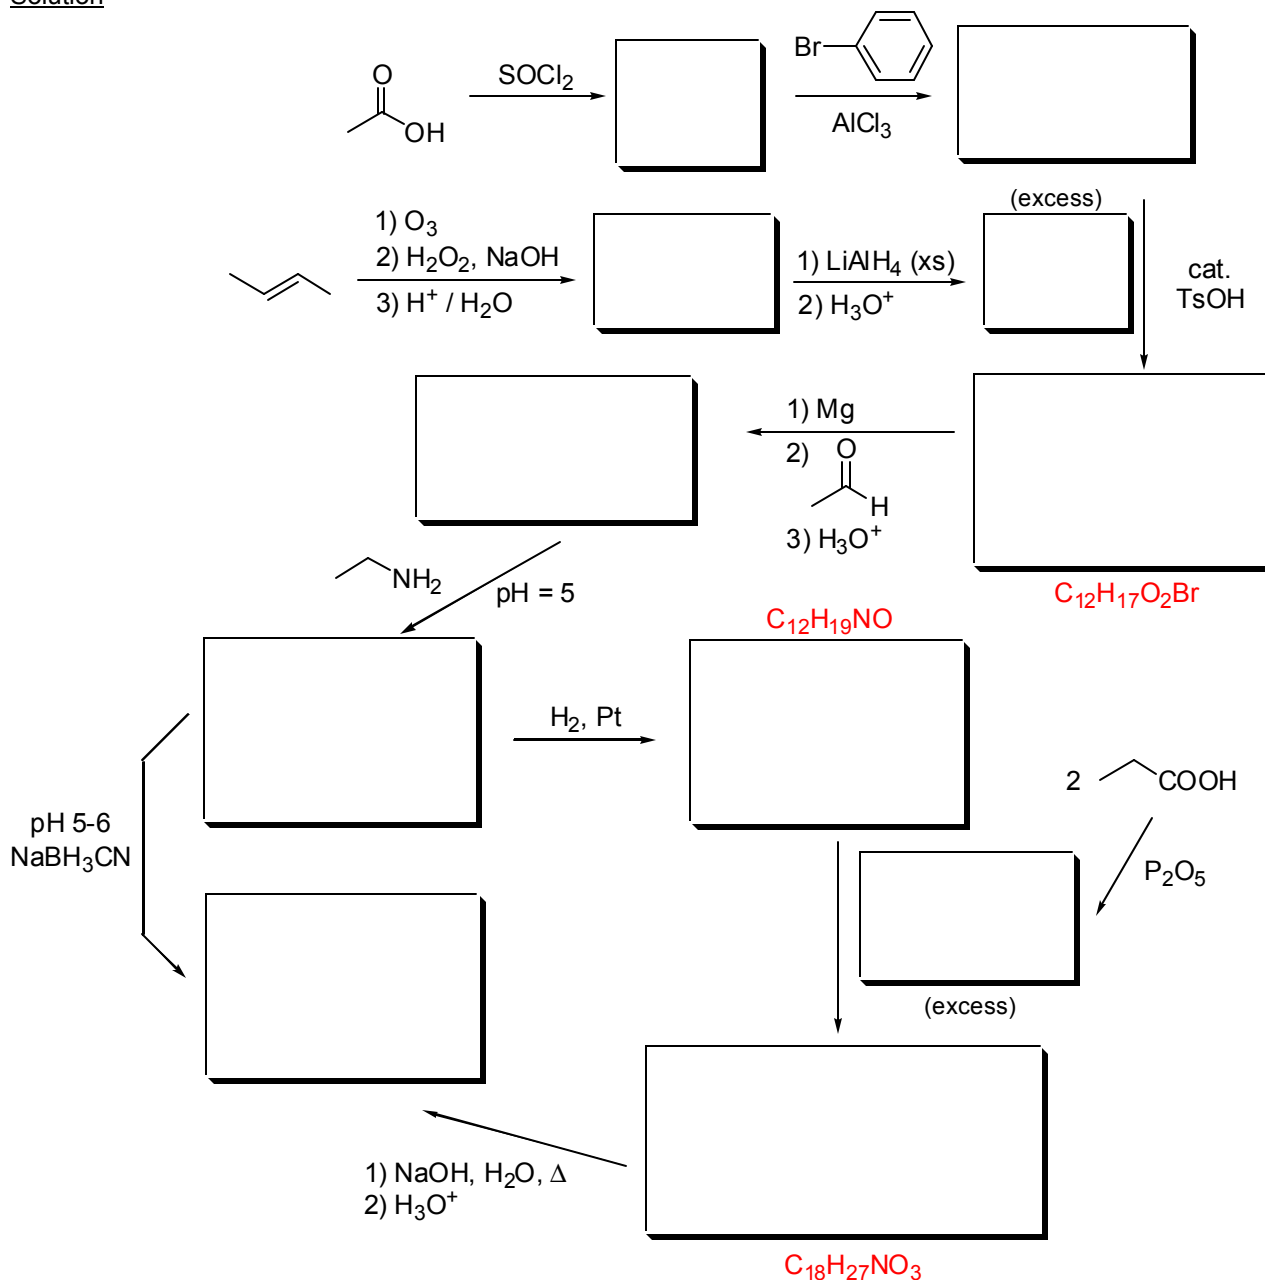 Solution
O
OH
SOCl2
Br
AlCl3
(excess)
1) O3
2) H2O2, NaOH
3) H+ / H2O
1) LiAlH4 (xs)
2) H3O+
cat.
TsOH
1) Mg
2)
O
H
3) H3O+
C12H17O2Br
NH2
pH = 5
C12H19NO
H2, Pt
2
COOH
P2O5
pH 5-6
NaBH3CN
(excess)
1) NaOH, H2O, Δ
2) H3O+
C18H27NO3